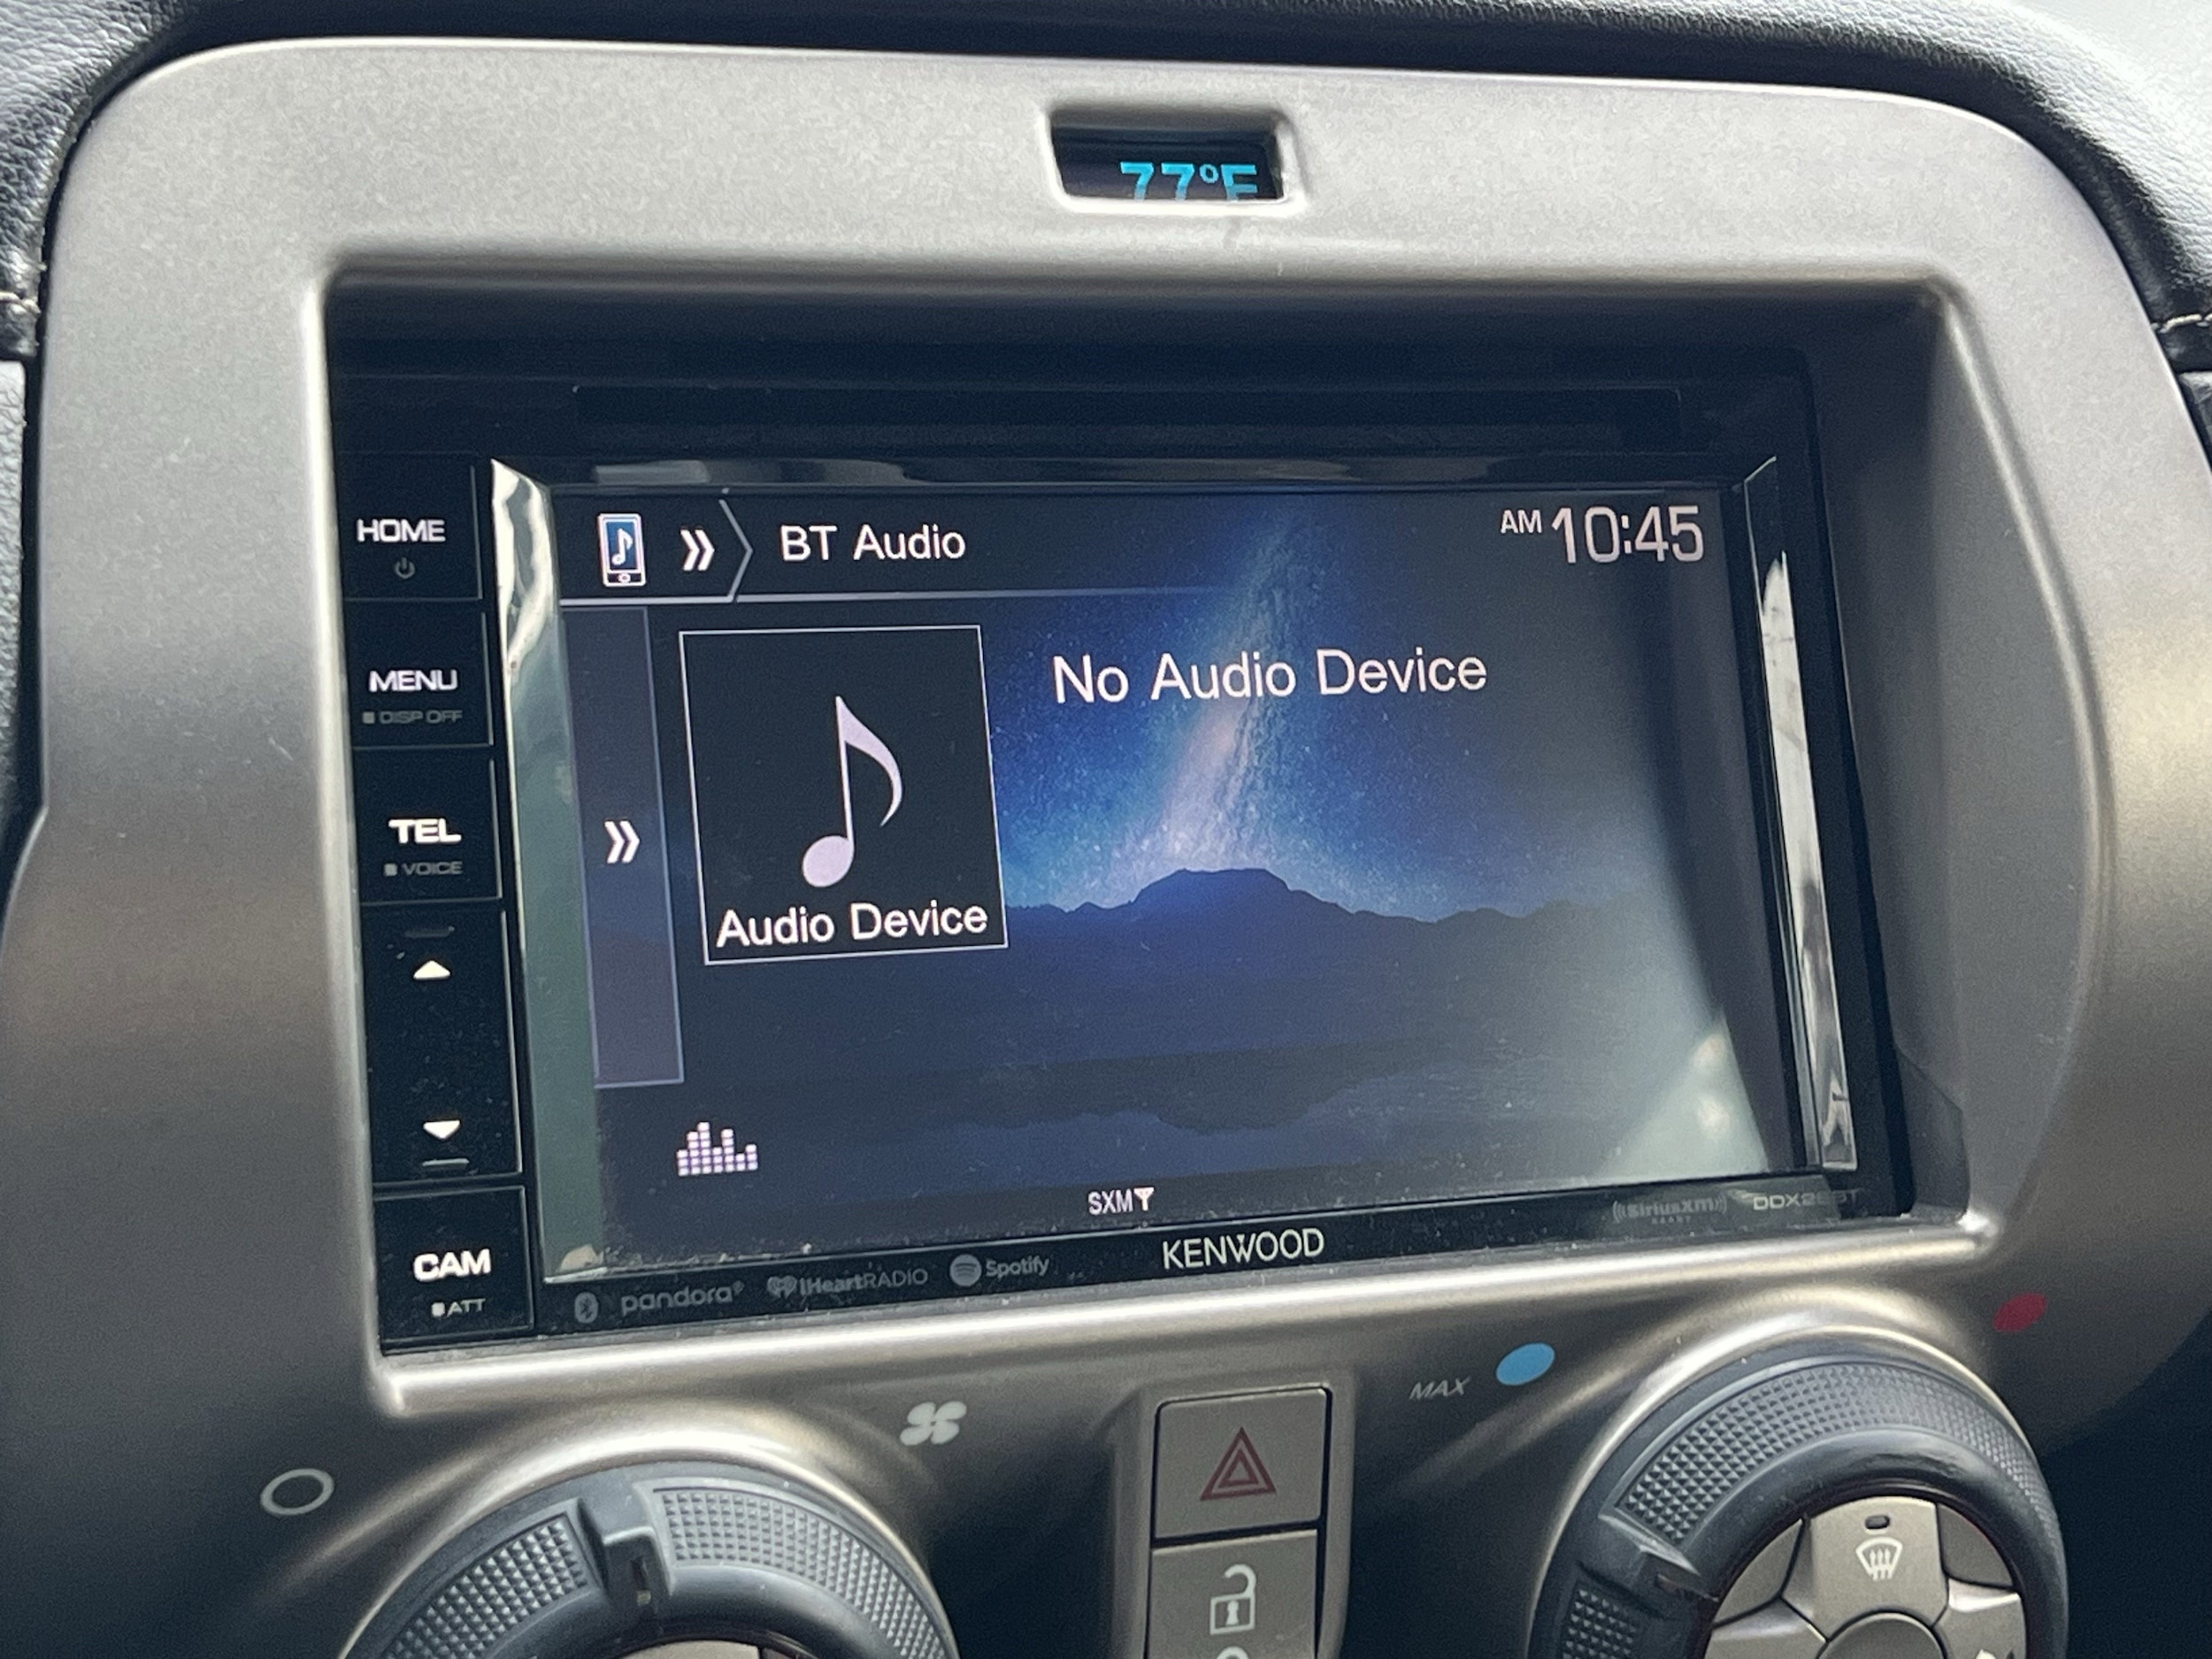 77°F
HOME
BT Audio
AM 10:45
MENU
DISP OFF
No Audio Device
TEL
VOICE
Audio Device
SXM
CAM
ATT
KENWOOD
SiriusXM
pandora®
iHeartRADIO
Spotify
MAX